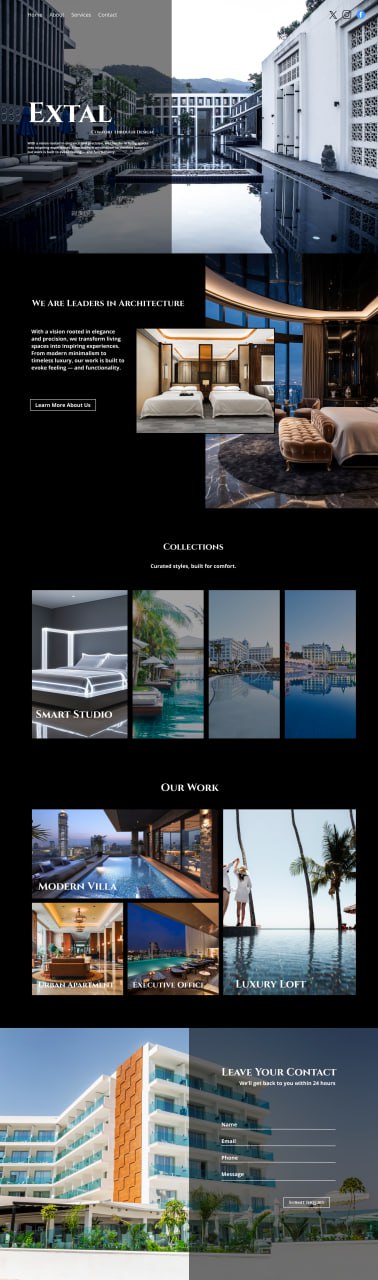 Home About Services Contact
Extal
Comfort Through Design
With a vision rooted in elegance and precision, we transform living spaces
into inspiring experiences. From modern minimalism to timeless luxury,
our work is built to evoke feeling — and functionality.
We Are Leaders in Architecture
With a vision rooted in elegance
and precision, we transform living
spaces into inspiring experiences.
From modern minimalism to
timeless luxury, our work is built to
evoke feeling — and functionality.
Learn More About Us
Collections
Curated styles, built for comfort.
Smart Studio
Our Work
Modern Villa
Urban Apartment
Executive Office
Luxury Loft
Leave Your Contact
We'll get back to you within 24 hours
Name
Email
Phone
Message
Submit Inquiry